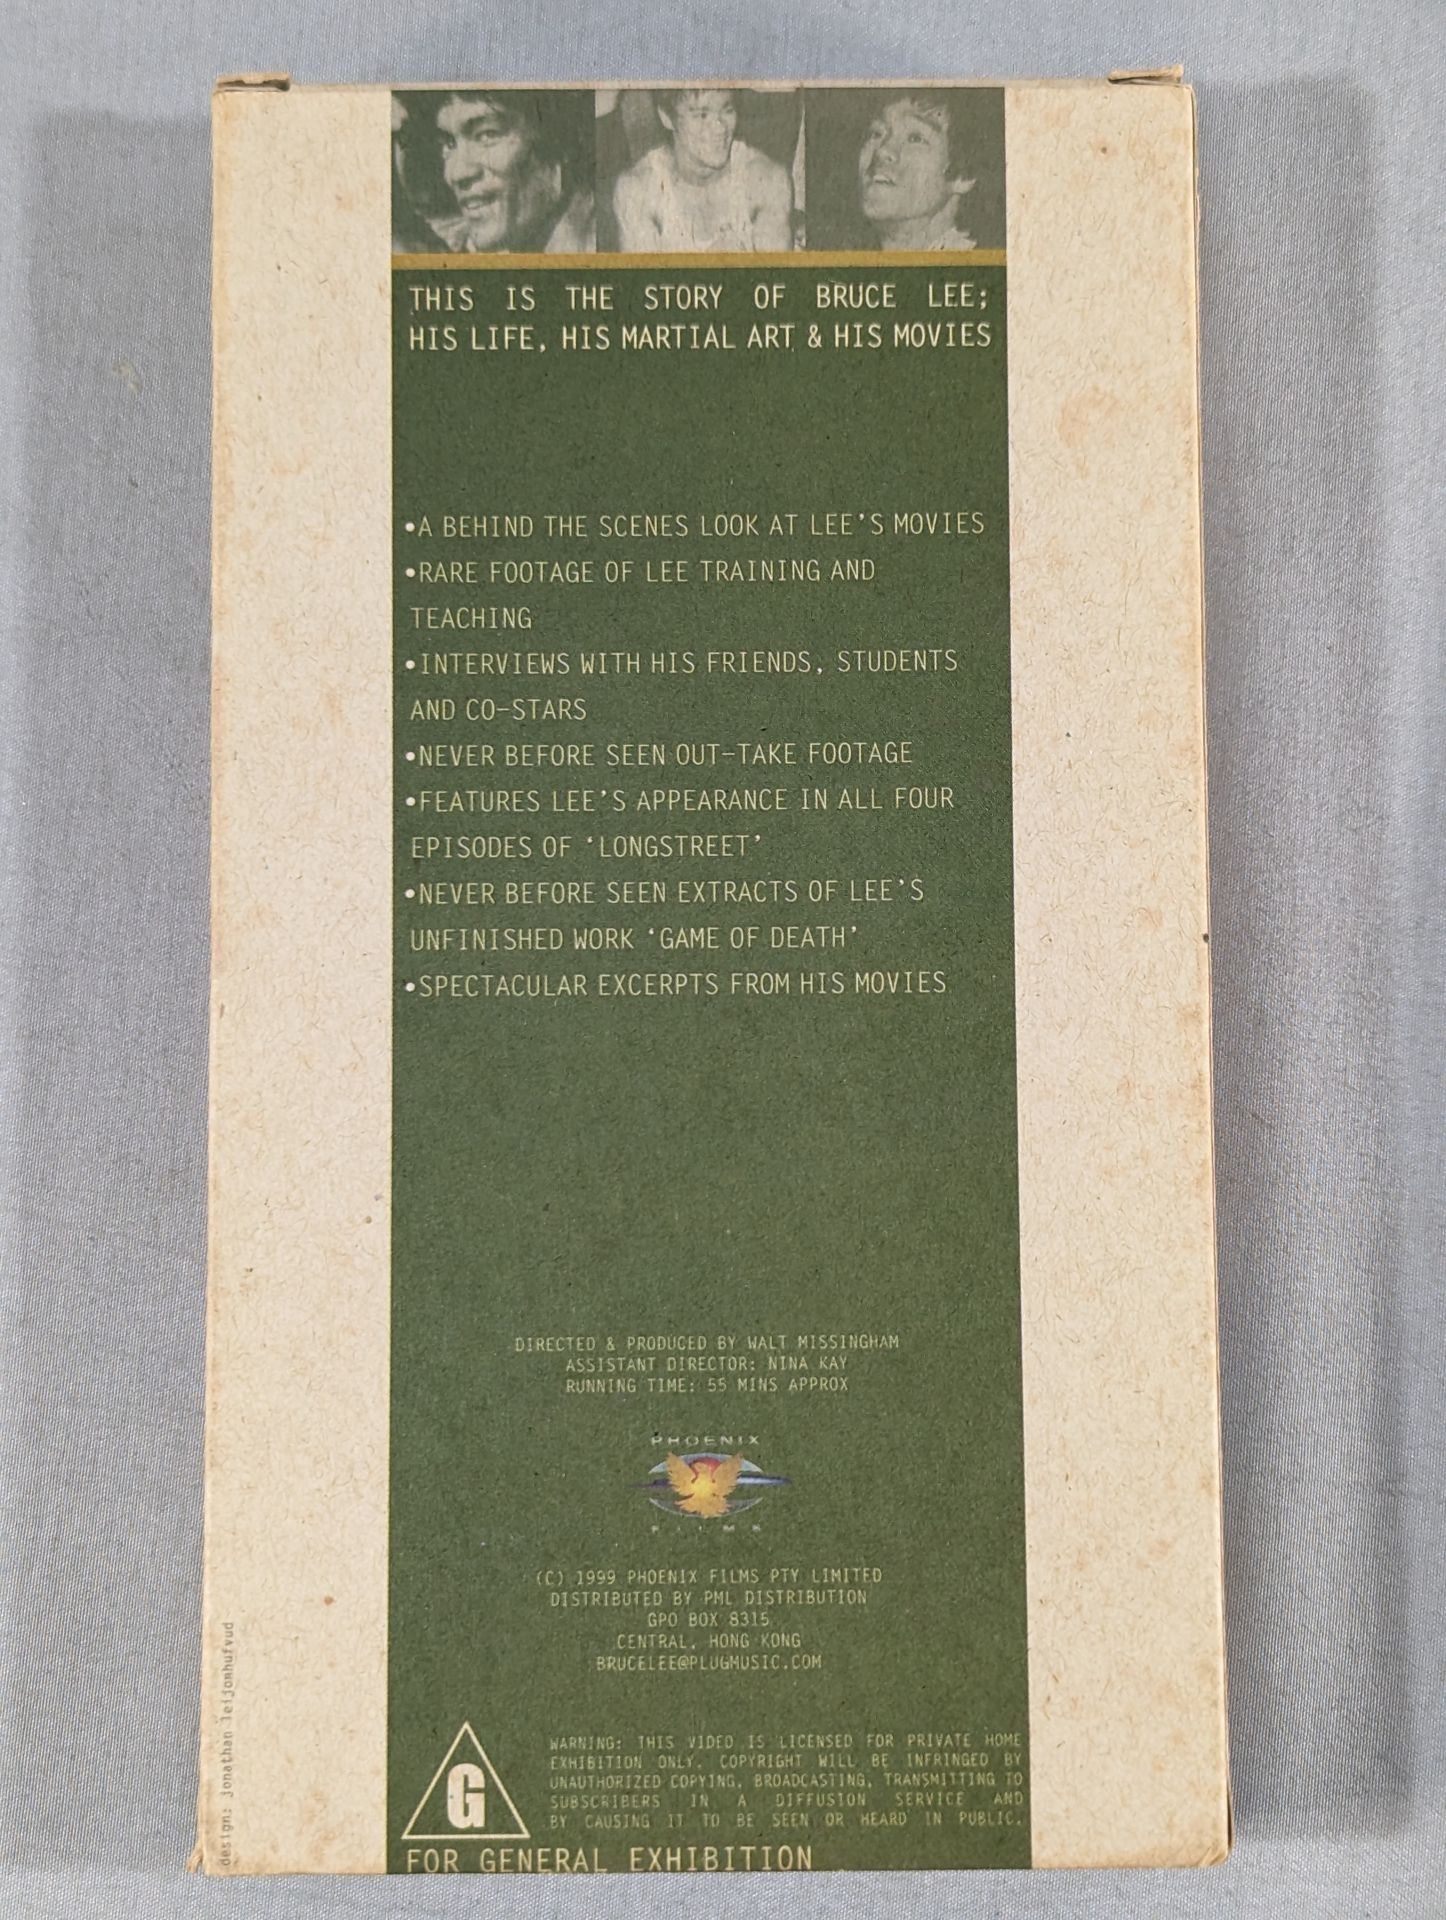 THIS IS THE STORY OF BRUCE LEE;
HIS LIFE, HIS MARTIAL ART & HIS MOVIES
•A BEHIND THE SCENES LOOK AT LEE'S MOVIES
•RARE FOOTAGE OF LEE TRAINING AND
TEACHING
•INTERVIEWS WITH HIS FRIENDS, STUDENTS
AND CO-STARS
•NEVER BEFORE SEEN OUT-TAKE FOOTAGE
•FEATURES LEE'S APPEARANCE IN ALL FOUR
EPISODES OF 'LONGSTREET'
•NEVER BEFORE SEEN EXTRACTS OF LEE'S
UNFINISHED WORK 'GAME OF DEATH'
•SPECTACULAR EXCERPTS FROM HIS MOVIES
DIRECTED & PRODUCED BY WALT MISSINGHAM
ASSISTANT DIRECTOR: NINA KAY
RUNNING TIME: 55 MINS APPROX
PHOENIX
FILMS
(C) 1999 PHOENIX FILMS PTY LIMITED
DISTRIBUTED BY PML DISTRIBUTION
GPO BOX 8315
CENTRAL, HONG KONG
BRUCELEE@PLUGMUSIC.COM
WARNING: THIS VIDEO IS LICENSED FOR PRIVATE HOME
EXHIBITION ONLY. COPYRIGHT WILL BE INFRINGED BY
UNAUTHORIZED COPYING, BROADCASTING, TRANSMITTING TO
SUBSCRIBERS IN A DIFFUSION SERVICE AND
BY CAUSING IT TO BE SEEN OR HEARD IN PUBLIC.
G
FOR GENERAL EXHIBITION
design: jonathan leijonhufvud